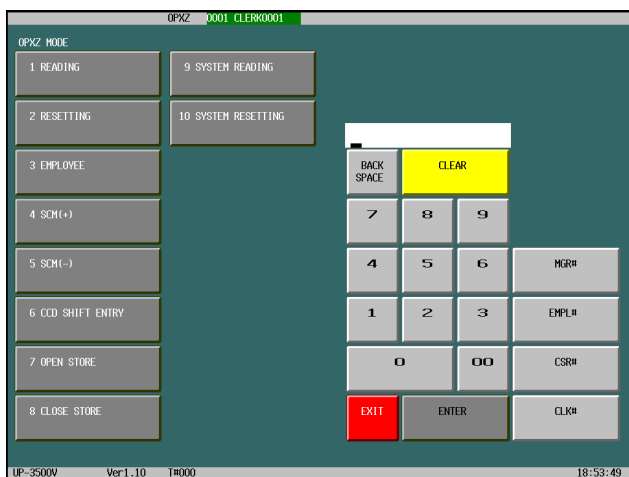 OPXZ 0001 CLERK0001
OPXZ MODE
1 READING
9 SYSTEM READING
2 RESETTING
10 SYSTEM RESETTING
3 EMPLOYEE
4 SCM(+)
5 SCM(-)
6 CCD SHIFT ENTRY
7 OPEN STORE
8 CLOSE STORE
BACK
SPACE
CLEAR
7 8 9
4 5 6 MGR#
1 2 3 EMPL#
0 00 CSR#
EXIT ENTER CLK#
UP-3500V Ver1.10 T#000 18:53:49